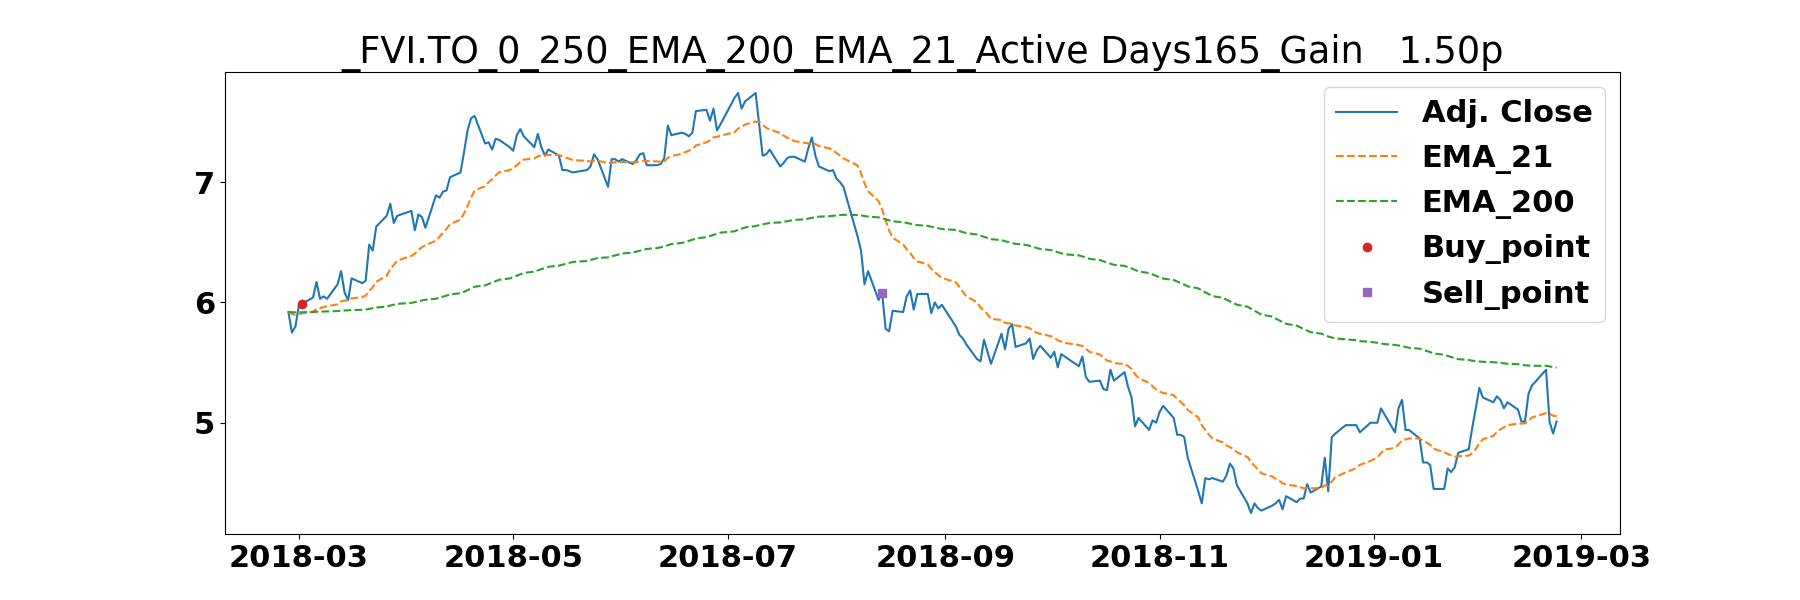 _FVI.TO_0_250_EMA_200_EMA_21_Active Days165_Gain   1.50p
Adj. Close
EMA_21
EMA_200
Buy_point
Sell_point
7
6
5
2018-03 2018-05 2018-07 2018-09 2018-11 2019-01 2019-03